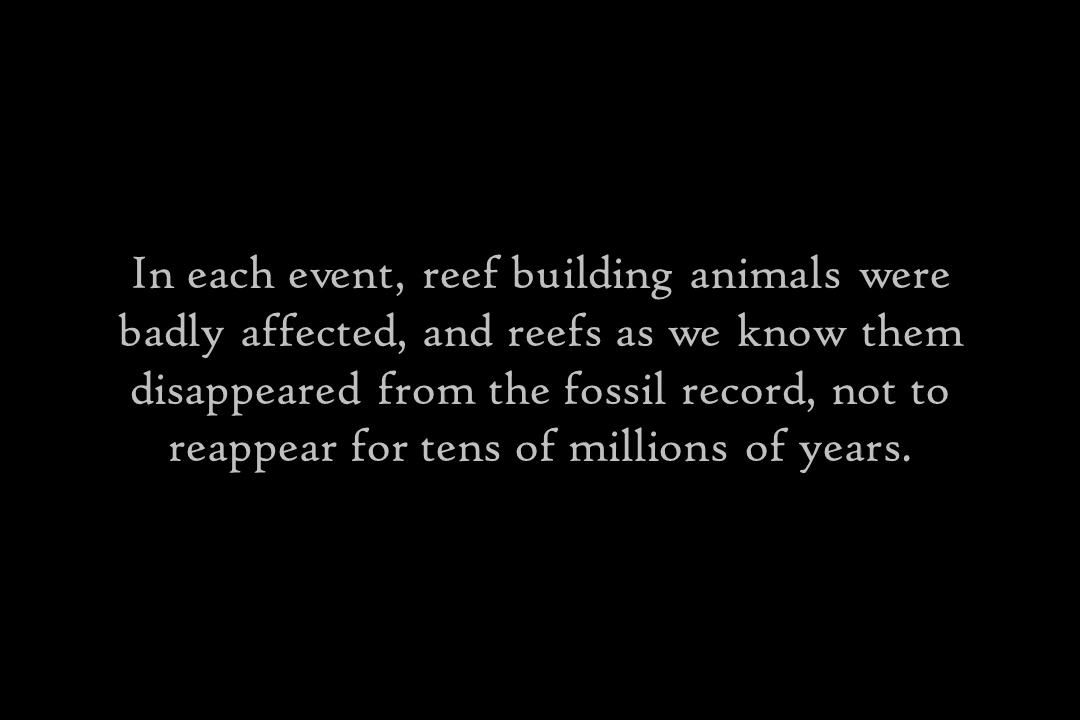 In each event, reef building animals were
badly affected, and reefs as we know them
disappeared from the fossil record, not to
reappear for tens of millions of years.